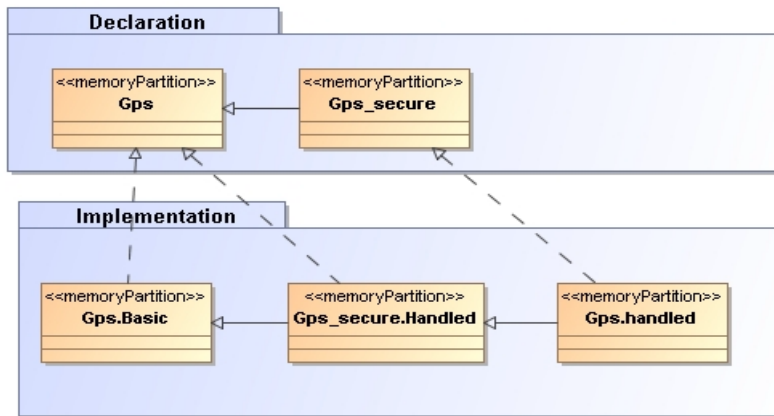 Declaration
<<memoryPartition>>
Gps
<<memoryPartition>>
Gps_secure
Implementation
<<memoryPartition>>
Gps.Basic
<<memoryPartition>>
Gps_secure.Handled
<<memoryPartition>>
Gps.handled